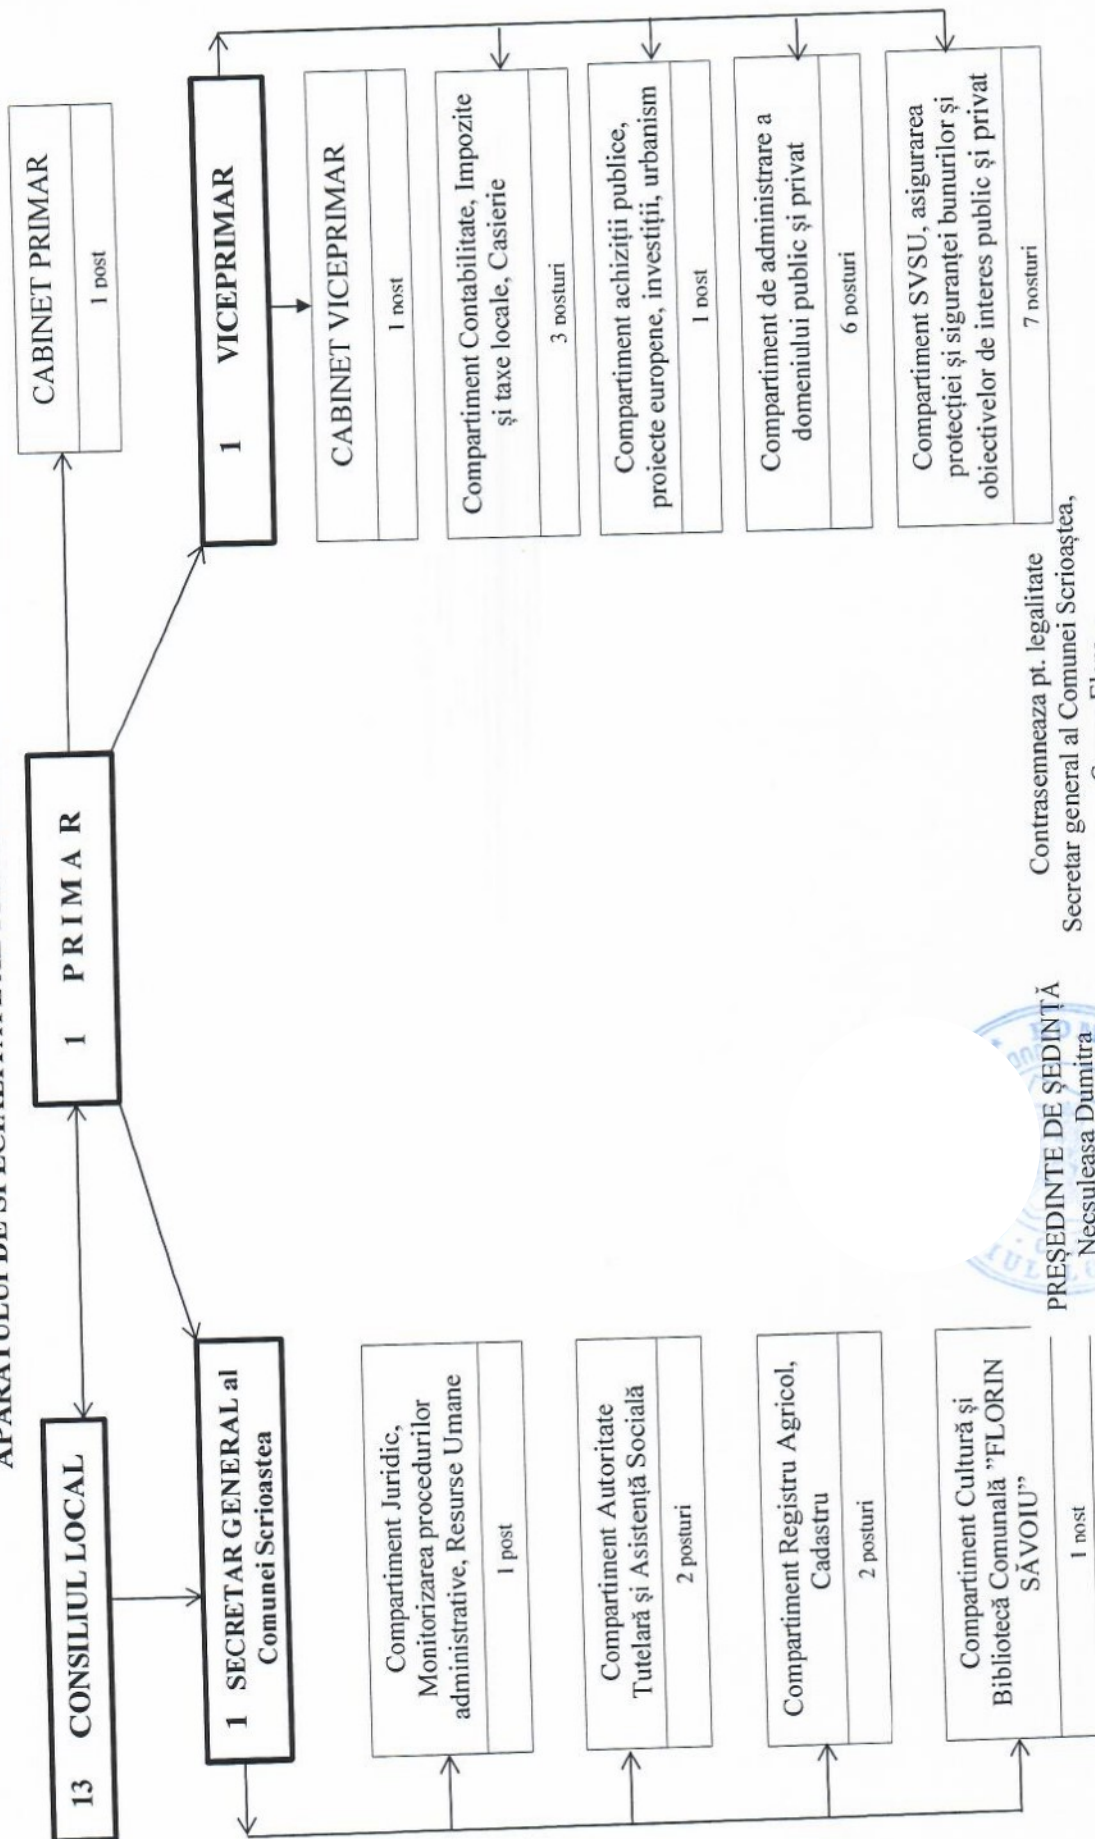 APARATULUI DE SPECIALITATE
CABINET PRIMAR
1 post
1 PRIMAR
13 CONSILIUL LOCAL
1 VICEPRIMAR
1 SECRETAR GENERAL al
Comunei Scrioastea
CABINET VICEPRIMAR
1 post
Compartiment Contabilitate, Impozite
și taxe locale, Casierie
3 posturi
Compartiment achiziții publice,
proiecte europene, investiții, urbanism
1 post
Compartiment de administrare a
domeniului public și privat
6 posturi
Compartiment SVSU, asigurarea
protecției și siguranței bunurilor și
obiectivelor de interes public și privat
7 posturi
Compartiment Juridic,
Monitorizarea procedurilor
administrative, Resurse Umane
1 post
Compartiment Autoritate
Tutelară și Asistență Socială
2 posturi
Compartiment Registru Agricol,
Cadastru
2 posturi
Compartiment Cultură și
Bibliotecă Comunală ”FLORIN
SĂVOIU”
1 post
PREȘEDINTE DE ȘEDINȚĂ
Necsuleasa Dumitra
Contrasemneaza pt. legalitate
Secretar general al Comunei Scrioaștea,